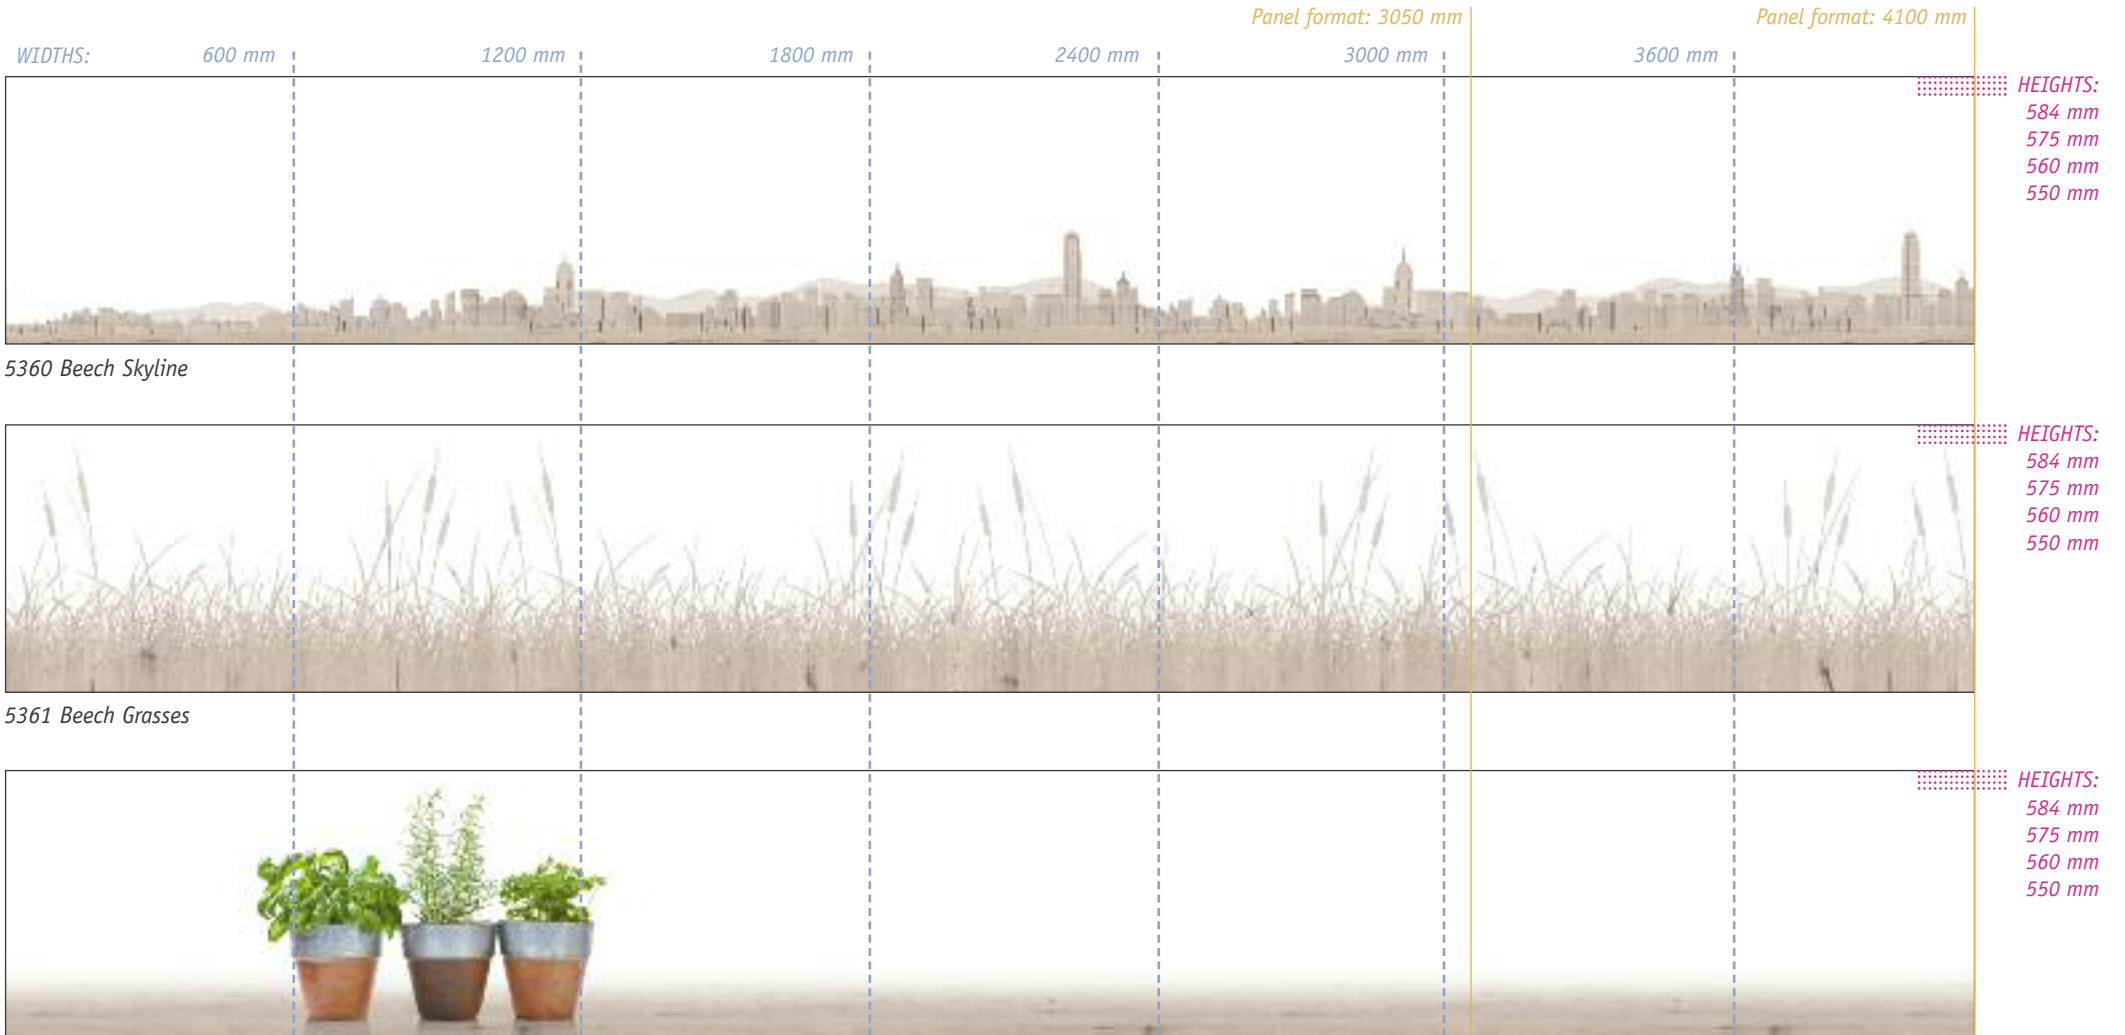 Panel format: 3050 mm
Panel format: 4100 mm
WIDTHS:
600 mm
1200 mm
1800 mm
2400 mm
3000 mm
3600 mm
HEIGHTS:
584 mm
575 mm
560 mm
550 mm
5360 Beech Skyline
HEIGHTS:
584 mm
575 mm
560 mm
550 mm
5361 Beech Grasses
HEIGHTS:
584 mm
575 mm
560 mm
550 mm